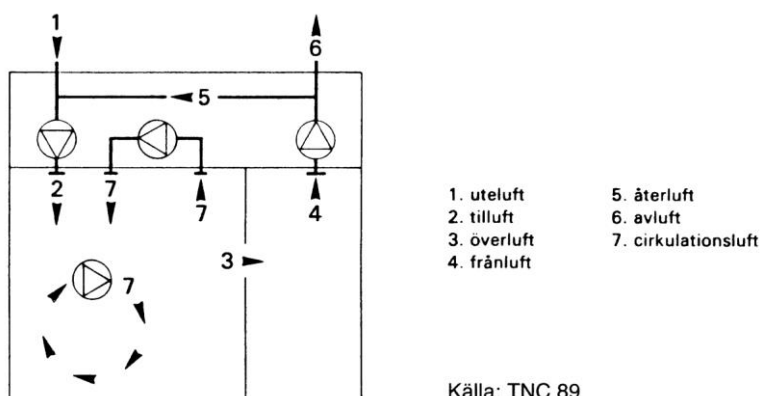 1
6
5
2
7
7
4
3
7
1. uteluft
2. tilluft
3. överluft
4. frånluft
5. återluft
6. avluft
7. cirkulationsluft
Källa: TNC 89